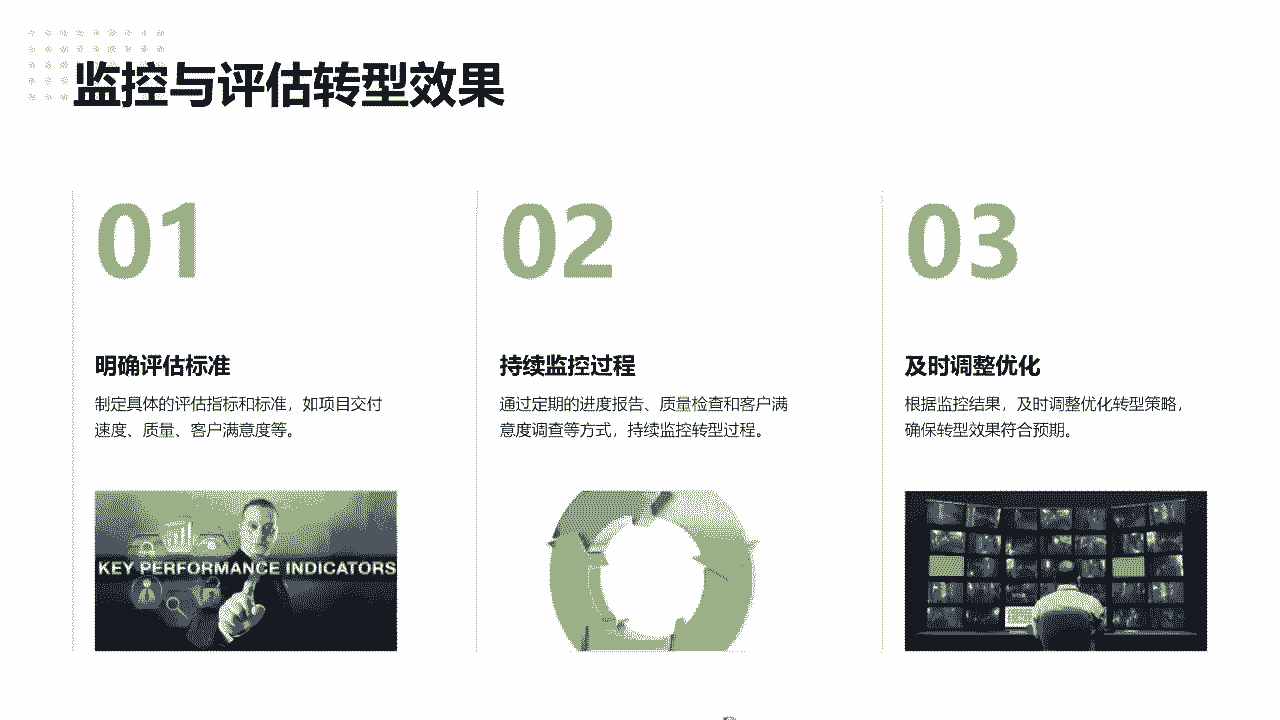 监控与评估转型效果
01
明确评估标准
制定具体的评估指标和标准，如项目交付
速度、质量、客户满意度等。
KEY PERFORMANCE INDICATORS
02
持续监控过程
通过定期的进度报告、质量检查和客户满
意度调查等方式，持续监控转型过程。
03
及时调整优化
根据监控结果，及时调整优化转型策略，
确保转型效果符合预期。